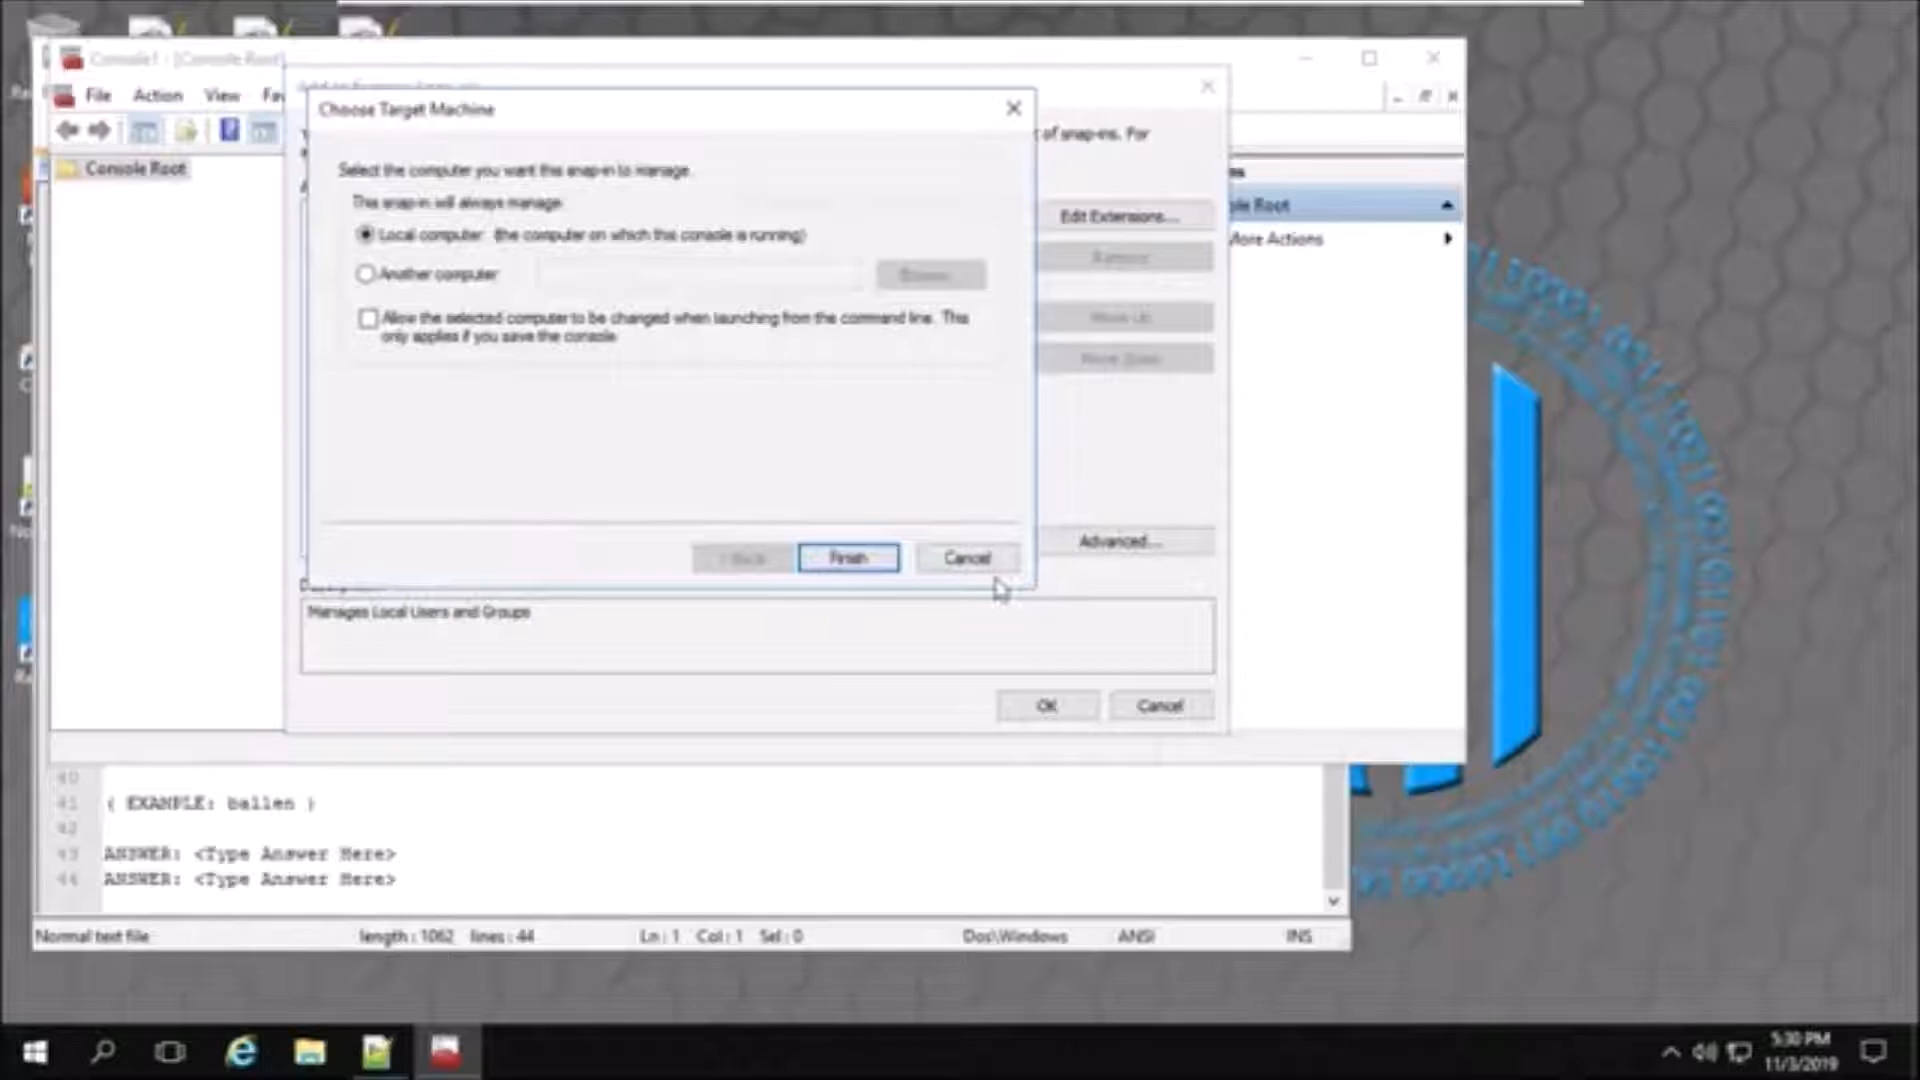 Console1 - [Console Root]
File Action View Fav
Console Root
Choose Target Machine
Select the computer you want this snap-in to manage.
This snap-in will always manage:
Local computer: (the computer on which this console is running)
Another computer:
Browse...
Allow the selected computer to be changed when launching from the command line. This
only applies if you save the console.
< Back
Finish
Cancel
of snap-ins. For
Edit Extensions...
Remove
Move Up
Move Down
Advanced...
Manages Local Users and Groups
OK
Cancel
ole Root
More Actions
40
41 ( EXAMPLE: ballen )
42
43 ANSWER: <Type Answer Here>
44 ANSWER: <Type Answer Here>
Normal text file
length : 1062 lines : 44
Ln : 1 Col : 1 Sel : 0
Dos\Windows
ANSI
INS
5:30 PM
11/3/2019